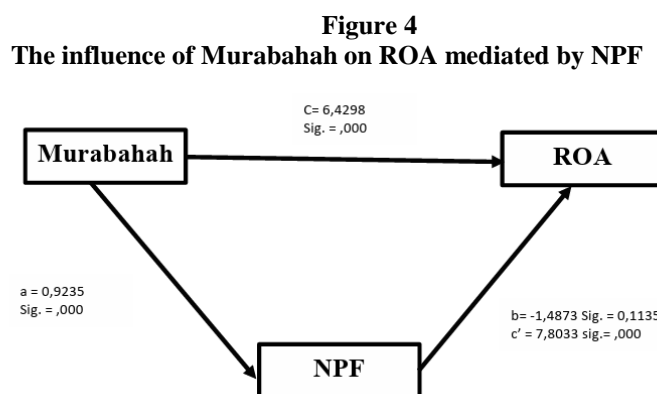 Figure 4
The influence of Murabahah on ROA mediated by NPF
C= 6,4298
Sig. = ,000
Murabahah
ROA
a = 0,9235
Sig. = ,000
b= -1,4873 Sig. = 0,1135
c' = 7,8033 sig.= ,000
NPF